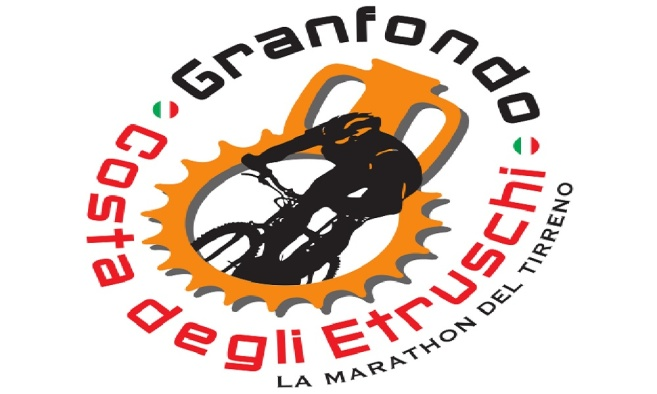 Granfondo
Costa degli Etruschi
LA MARATHON DEL TIRRENO